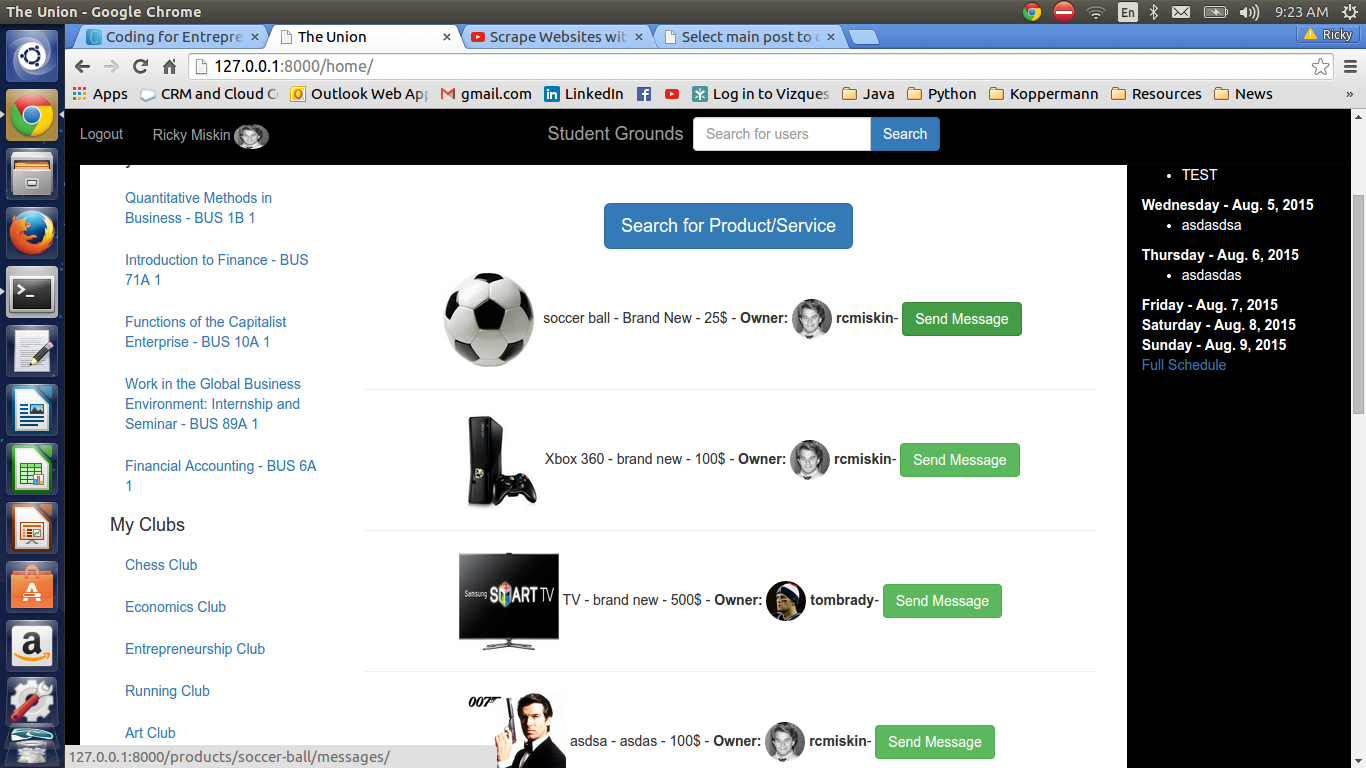 The Union - Google Chrome
En
9:23 AM
Coding for Entrepre
The Union
Scrape Websites wit
Select main post to
Ricky
127.0.0.1:8000/home/
Apps
CRM and Cloud C
Outlook Web App
gmail.com
LinkedIn
Log in to Vizques
Java
Python
Koppermann
Resources
News
»
Logout
Ricky Miskin
Student Grounds
Search for users
Search
Quantitative Methods in
Business - BUS 1B 1
Introduction to Finance - BUS
71A 1
Functions of the Capitalist
Enterprise - BUS 10A 1
Work in the Global Business
Environment: Internship and
Seminar - BUS 89A 1
Financial Accounting - BUS 6A
1
My Clubs
Chess Club
Economics Club
Entrepreneurship Club
Running Club
Art Club
Search for Product/Service
soccer ball - Brand New - 25$ - Owner: rcmiskin- Send Message
Xbox 360 - brand new - 100$ - Owner: rcmiskin- Send Message
Samsung SMART TV
TV - brand new - 500$ - Owner: tombrady- Send Message
007
asdsa - asdas - 100$ - Owner: rcmiskin- Send Message
TEST
Wednesday - Aug. 5, 2015
asdasdsa
Thursday - Aug. 6, 2015
asdasdas
Friday - Aug. 7, 2015
Saturday - Aug. 8, 2015
Sunday - Aug. 9, 2015
Full Schedule
127.0.0.1:8000/products/soccer-ball/messages/